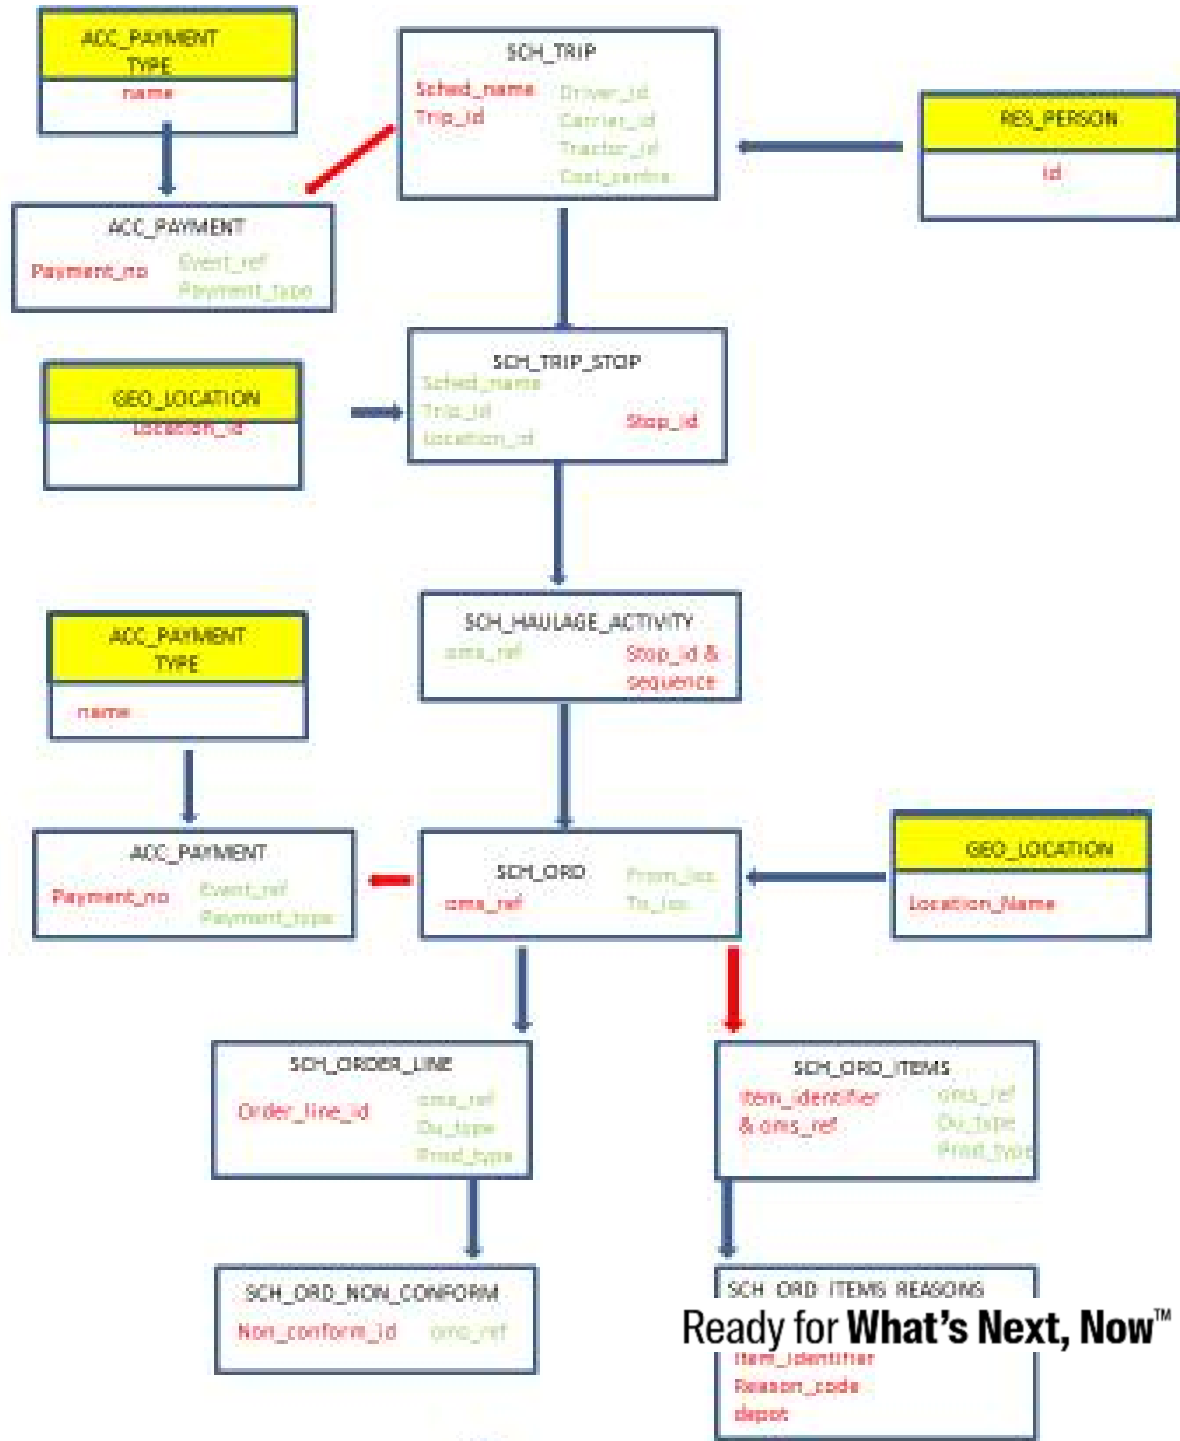 ACC_PAYMENT
TYPE
name
SCH_TRIP
Sched_name Driver_id
Trip_id Carrier_id
Tractor_id
Cost_centre
RES_PERSON
id
ACC_PAYMENT
Payment_no Event_ref
Payment_type
GEO_LOCATION
Location_id
SCH_TRIP_STOP
Sched_name
Trip_id
Location_id
Stop_id
SCH_HAULAGE_ACTIVITY
oms_ref Stop_id &
sequence
ACC_PAYMENT
TYPE
name
ACC_PAYMENT
Payment_no Event_ref
Payment_type
SCH_ORD
oms_ref
From_loc
To_loc
GEO_LOCATION
Location_Name
SCH_ORDER_LINE
Order_line_id oms_ref
Du_type
Prod_type
SCH_ORD_ITEMS
Item_identifier oms_ref
& oms_ref Du_type
Prod_type
SCH_ORD_NON_CONFORM
Non_conform_id oms_ref
SCH_ORD_ITEMS_REASONS
Ready for What's Next, Now™
Item_identifier
Reason_code
depot